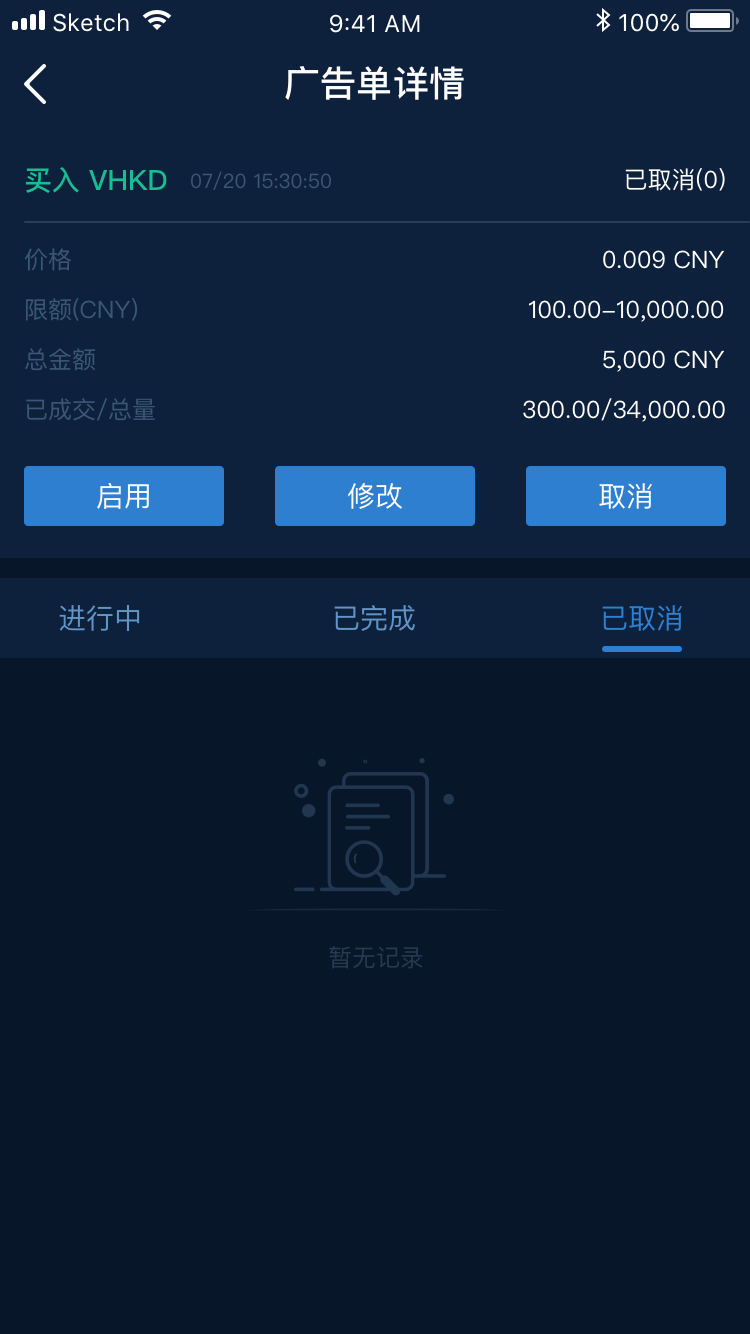 Sketch 9:41 AM 100%
广告单详情
买入 VHKD 07/20 15:30:50 已取消(0)
价格 0.009 CNY
限额(CNY) 100.00–10,000.00
总金额 5,000 CNY
已成交/总量 300.00/34,000.00
启用 修改 取消
进行中 已完成 已取消
暂无记录